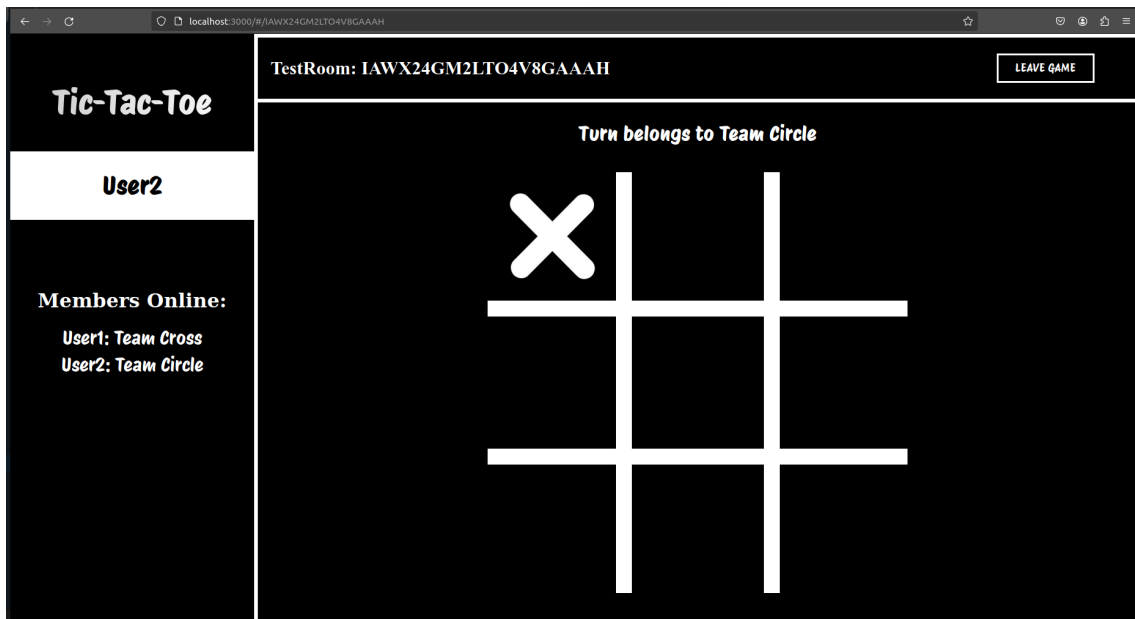 localhost:3000/#/IAWX24GM2LTO4V8GAAAH
Tic-Tac-Toe
User2
Members Online:
User1: Team Cross
User2: Team Circle
TestRoom: IAWX24GM2LTO4V8GAAAH
LEAVE GAME
Turn belongs to Team Circle